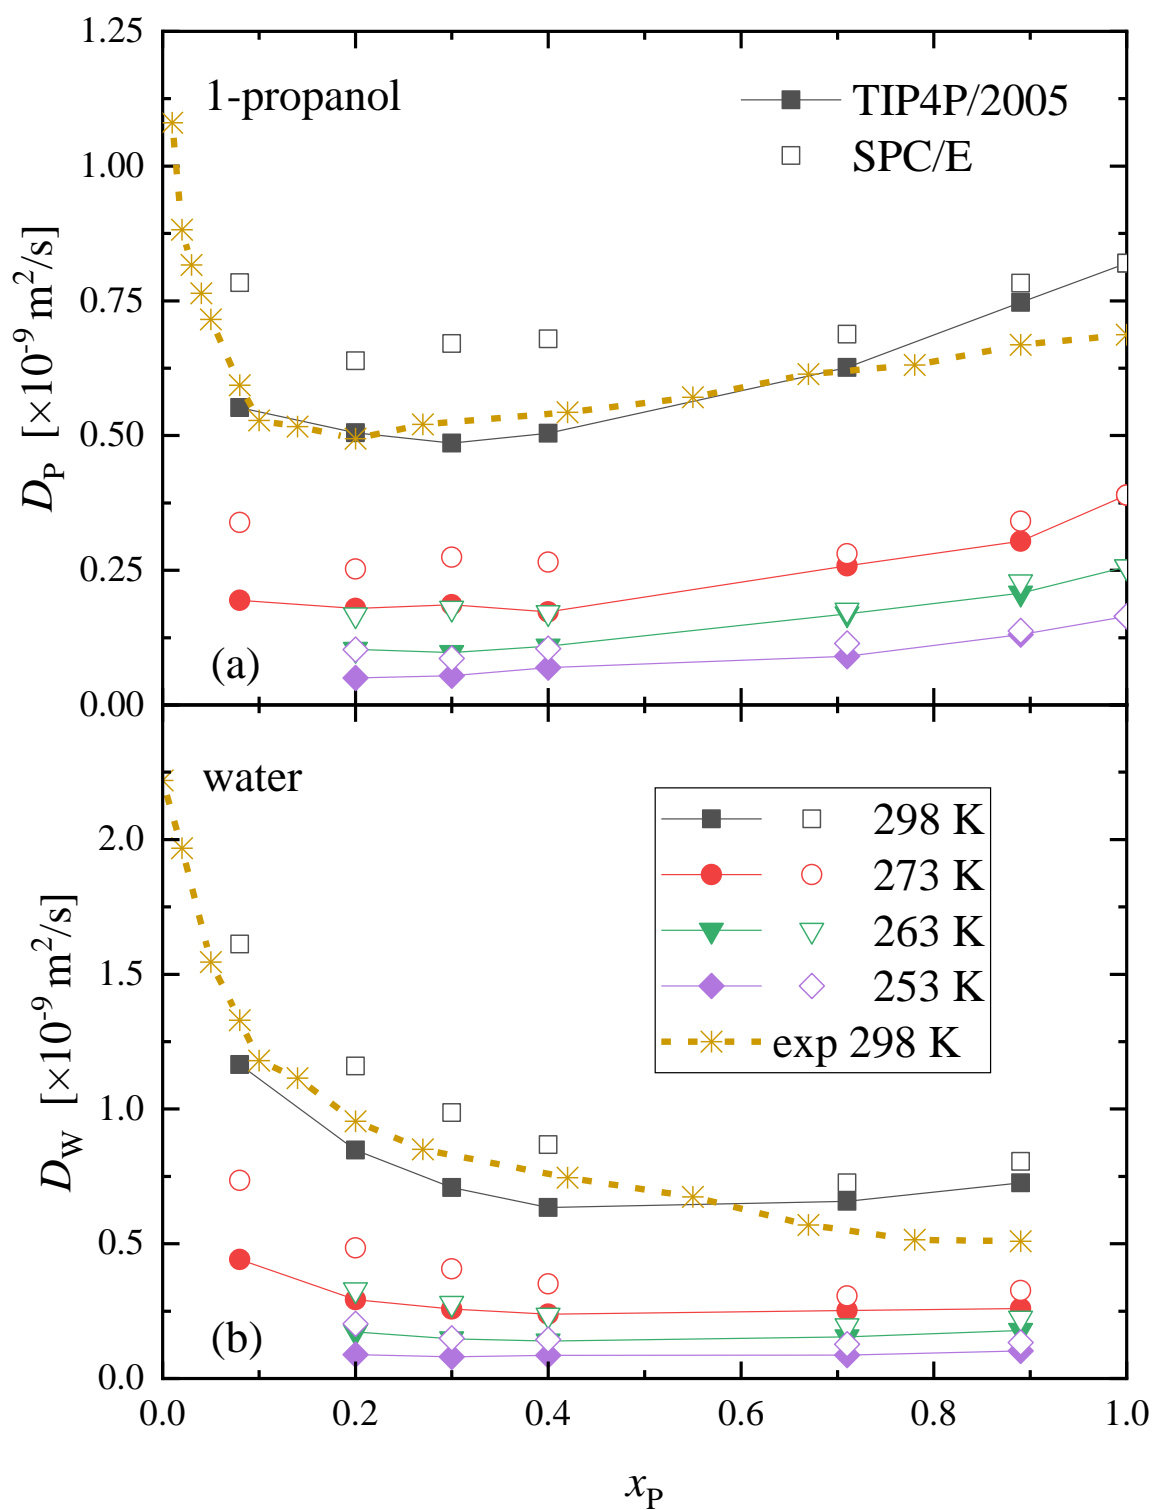 1.25
1-propanol
TIP4P/2005
SPC/E
1.00
0.75
0.50
0.25
0.00
D_P [×10^-9 m^2/s]
(a)
water
298 K
273 K
263 K
253 K
exp 298 K
2.0
1.5
1.0
0.5
0.0
D_W [×10^-9 m^2/s]
(b)
0.0 0.2 0.4 0.6 0.8 1.0
x_P